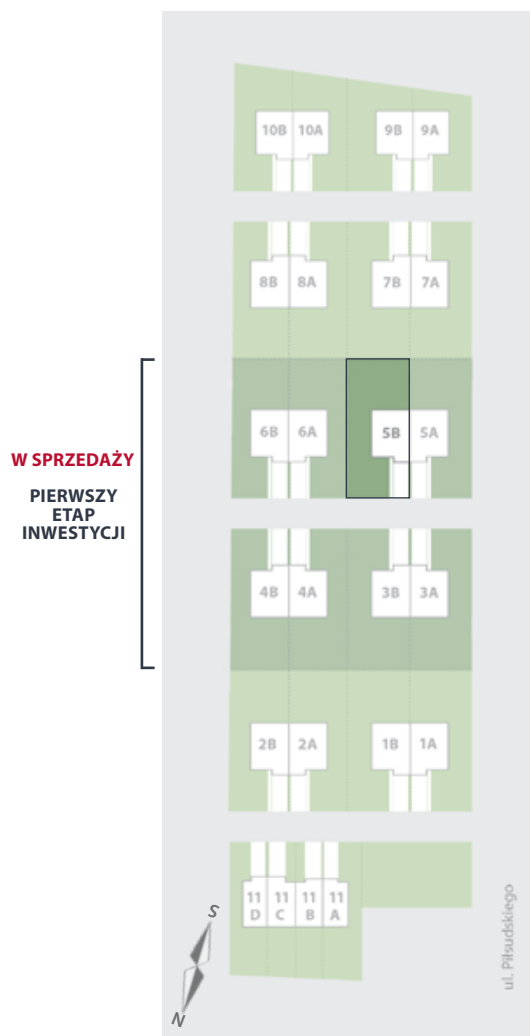 10B 10A 9B 9A
8B 8A 7B 7A
W SPRZEDAŻY
PIERWSZY
ETAP
INWESTYCJI
6B 6A 5B 5A
4B 4A 3B 3A
2B 2A 1B 1A
11 11 11 11
D C B A
S
N
ul. Piłsudskiego